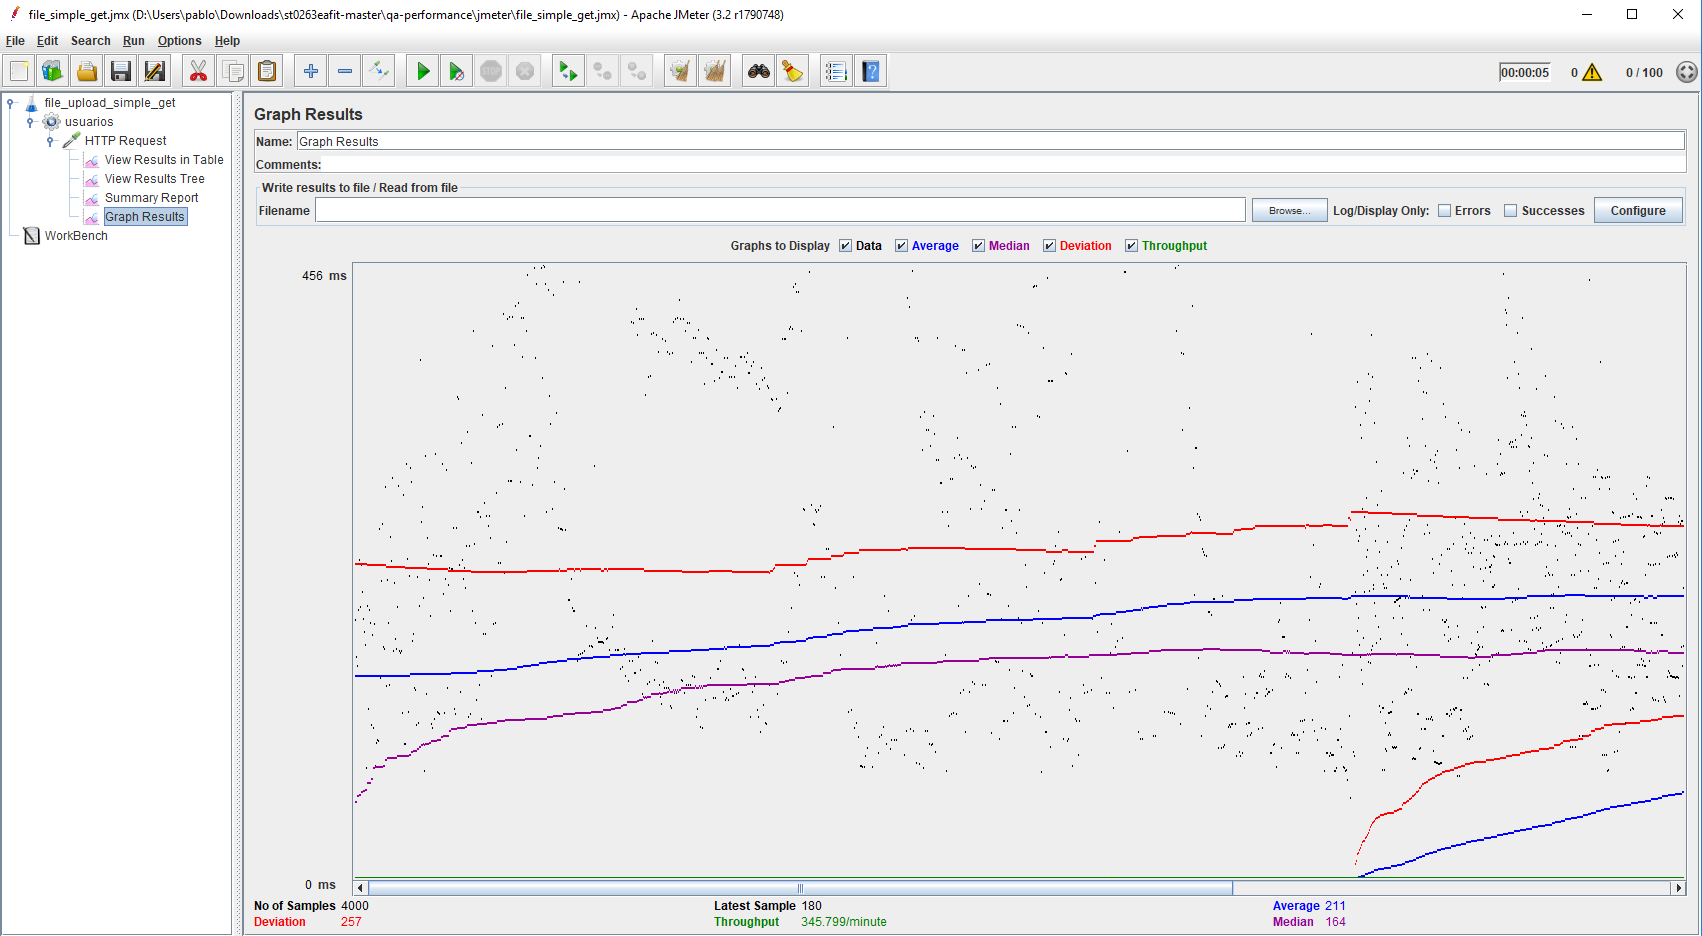 file_simple_get.jmx (D:\Users\pablo\Downloads\st0263eafit-master\qa-performance\jmeter\file_simple_get.jmx) - Apache JMeter (3.2 r1790748)
File Edit Search Run Options Help
STOP
00:00:05 0 0 / 100
file_upload_simple_get
usuarios
HTTP Request
View Results in Table
View Results Tree
Summary Report
Graph Results
WorkBench
Graph Results
Name: Graph Results
Comments:
Write results to file / Read from file
Filename Browse... Log/Display Only: Errors Successes Configure
Graphs to Display Data Average Median Deviation Throughput
456 ms
0 ms
No of Samples 4000 Latest Sample 180 Average 211
Deviation 257 Throughput 345.799/minute Median 164